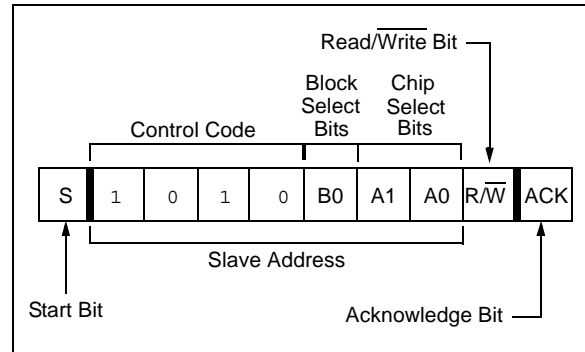 Read/Write Bit
Block Select Bits
Chip Select Bits
Control Code
S 1 0 1 0 B0 A1 A0 R/W ACK
Slave Address
Start Bit
Acknowledge Bit